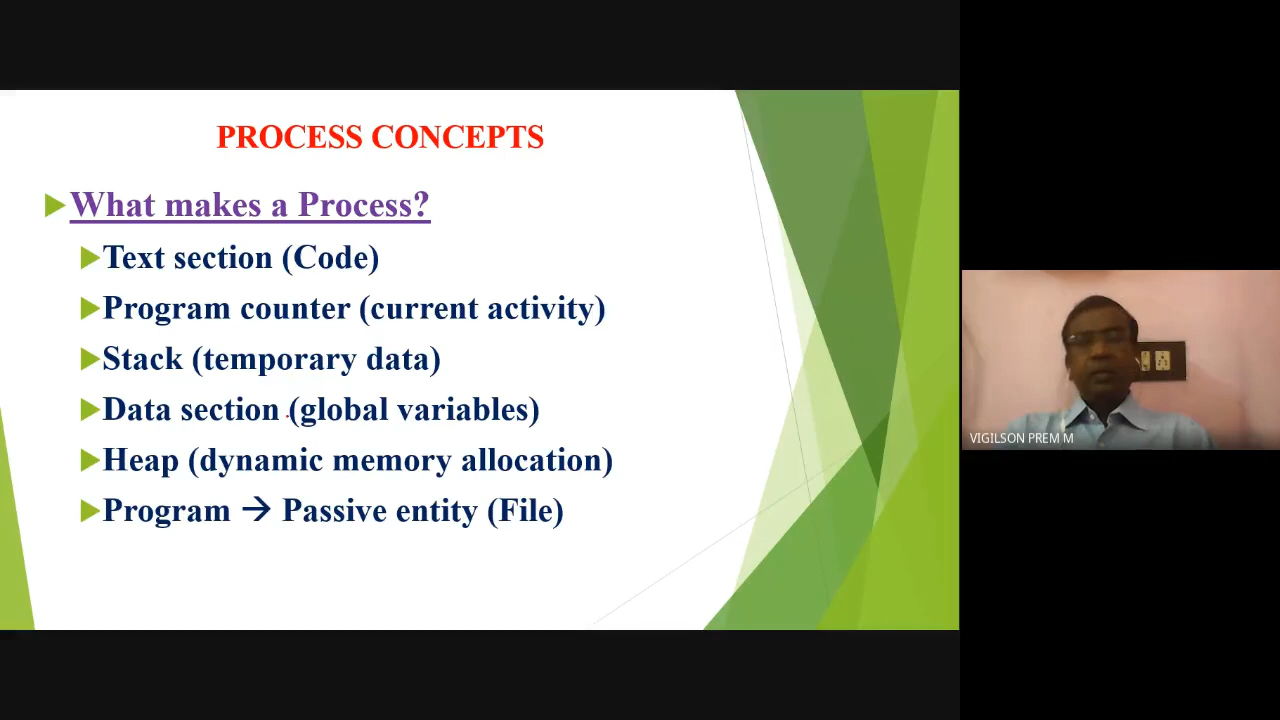 PROCESS CONCEPTS
What makes a Process?
Text section (Code)
Program counter (current activity)
Stack (temporary data)
Data section (global variables)
Heap (dynamic memory allocation)
Program → Passive entity (File)
VIGILSON PREM M